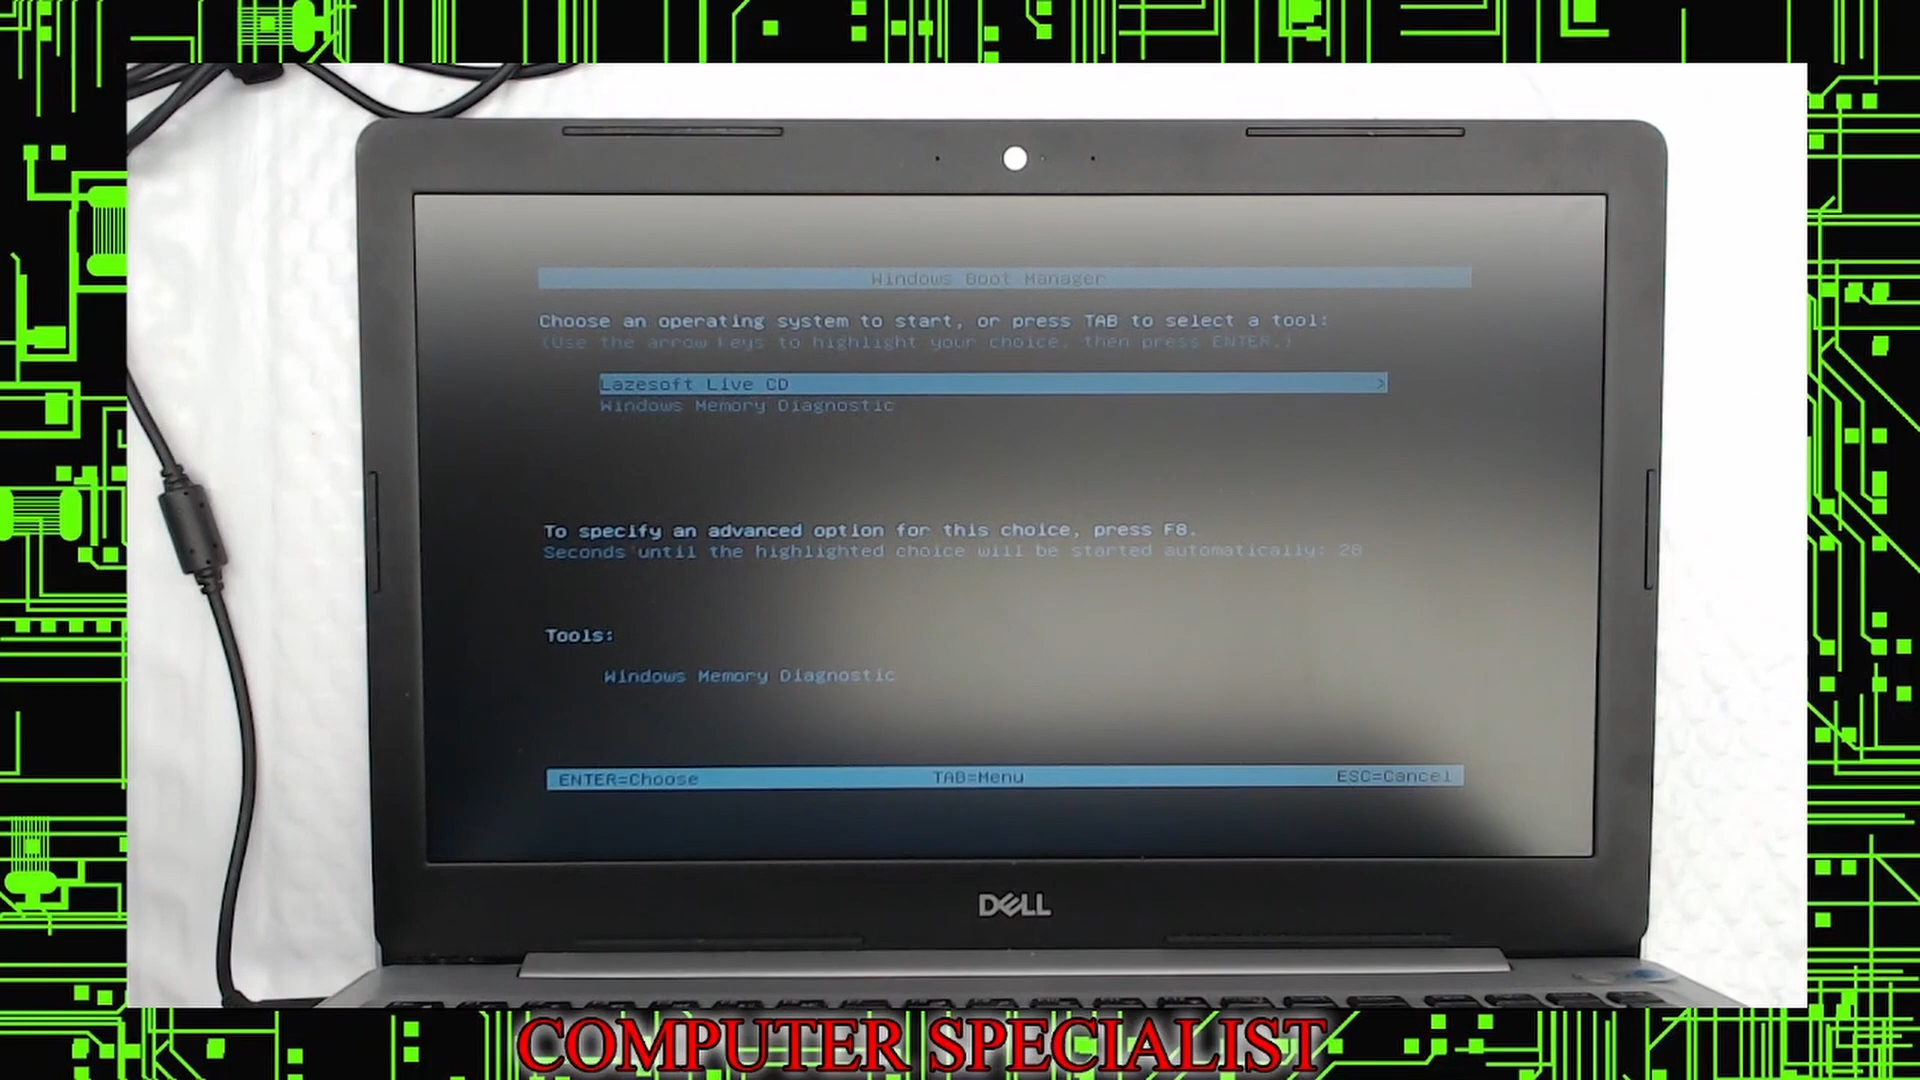 Windows Boot Manager
Choose an operating system to start, or press TAB to select a tool:
(Use the arrow keys to highlight your choice, then press ENTER.)
Lazesoft Live CD >
Windows Memory Diagnostic
To specify an advanced option for this choice, press F8.
Seconds until the highlighted choice will be started automatically: 28
Tools:
Windows Memory Diagnostic
ENTER=Choose TAB=Menu ESC=Cancel
DELL
COMPUTER SPECIALIST